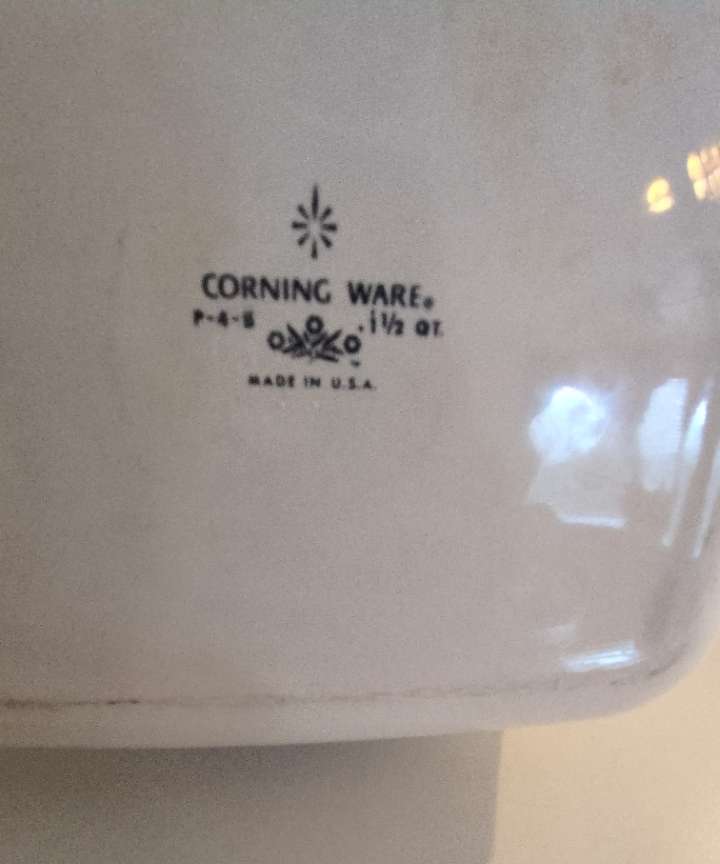 CORNING WARE®
P-4-B 1½ QT.
MADE IN U.S.A.